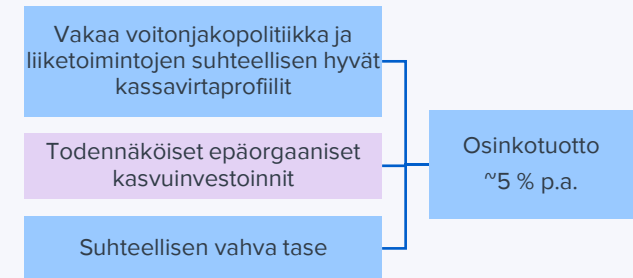 Vakaa voitonjakopolitiikka ja
liiketoimintojen suhteellisen hyvät
kassavirtaprofiilit
Todennäköiset epäorgaaniset
kasvuinvestoinnit
Suhteellisen vahva tase
Osinkotuotto
~5 % p.a.